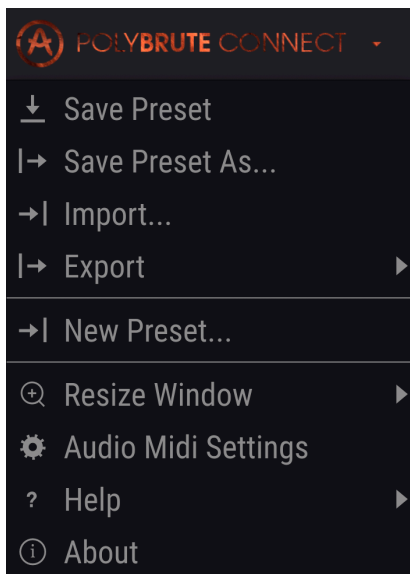 POLYBRUTE CONNECT
Save Preset
Save Preset As...
Import...
Export
New Preset...
Resize Window
Audio Midi Settings
? Help
About